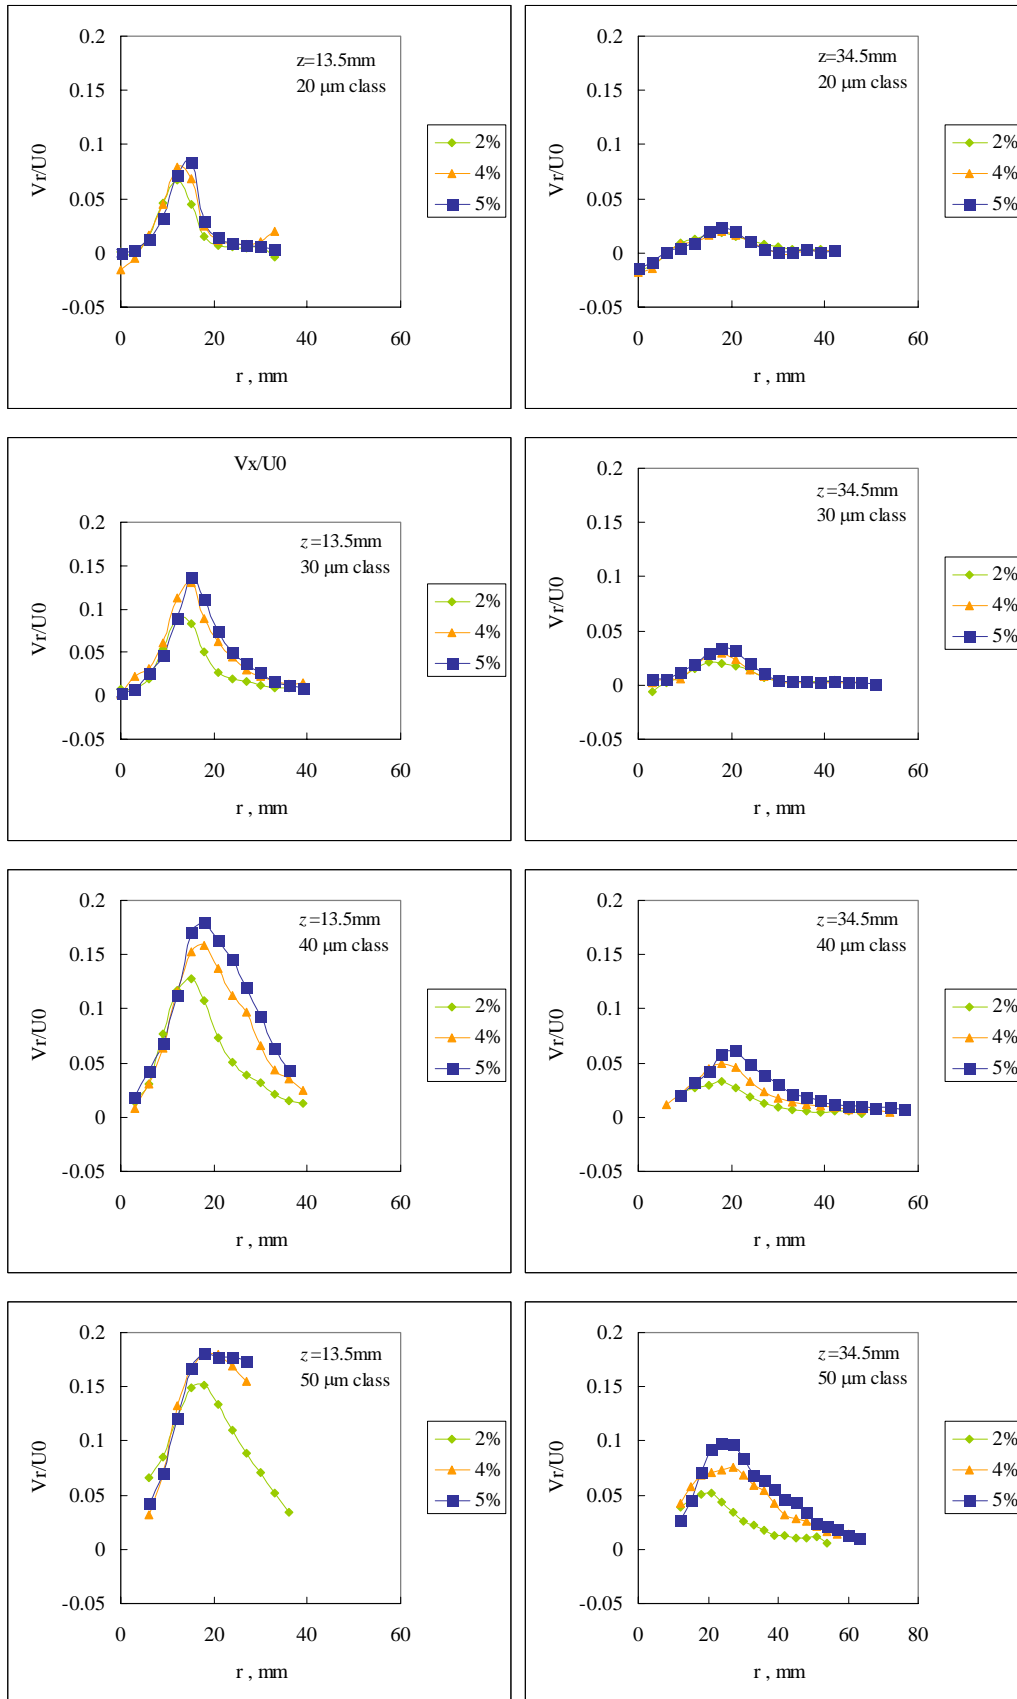 0.2
0.15
0.1
0.05
0
-0.05
Vr/U0
z=13.5mm
20 μm class
2%
4%
5%
0 20 40 60
r , mm
0.2
0.15
0.1
0.05
0
-0.05
Vr/U0
z=34.5mm
20 μm class
2%
4%
5%
0 20 40 60
r , mm
Vx/U0
0.2
0.15
0.1
0.05
0
-0.05
Vr/U0
z=13.5mm
30 μm class
2%
4%
5%
0 20 40 60
r , mm
0.2
0.15
0.1
0.05
0
-0.05
Vr/U0
z=34.5mm
30 μm class
2%
4%
5%
0 20 40 60
r , mm
0.2
0.15
0.1
0.05
0
-0.05
Vr/U0
z=13.5mm
40 μm class
2%
4%
5%
0 20 40 60
r , mm
0.2
0.15
0.1
0.05
0
-0.05
Vr/U0
z=34.5mm
40 μm class
2%
4%
5%
0 20 40 60
r , mm
0.2
0.15
0.1
0.05
0
-0.05
Vr/U0
z=13.5mm
50 μm class
2%
4%
5%
0 20 40 60
r , mm
0.2
0.15
0.1
0.05
0
-0.05
Vr/U0
z=34.5mm
50 μm class
2%
4%
5%
0 20 40 60 80
r , mm